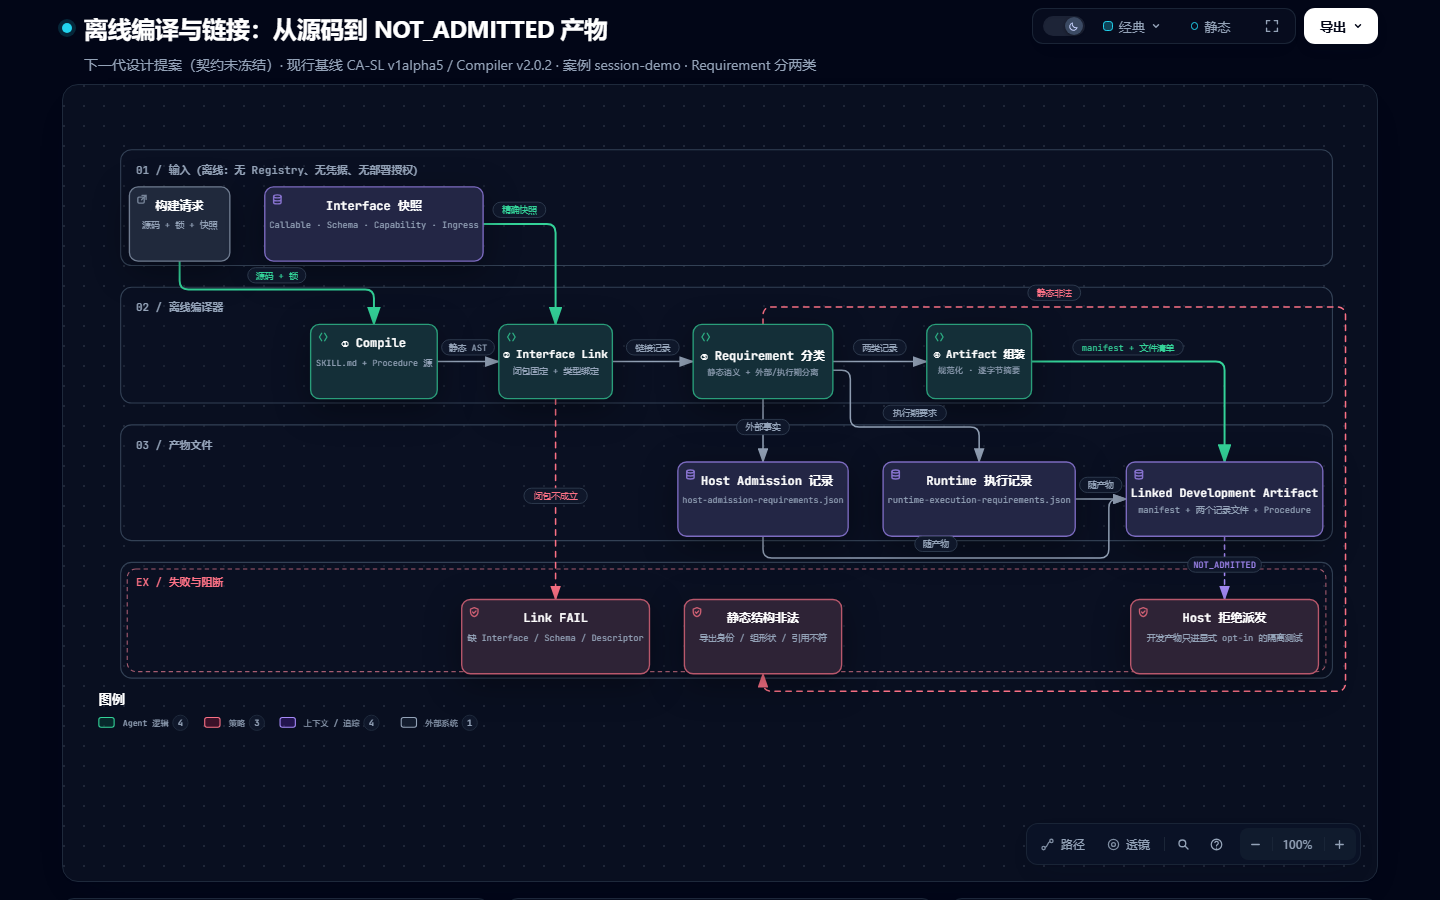 离线编译与链接：从源码到 NOT_ADMITTED 产物
经典
静态
导出
下一代设计提案（契约未冻结）· 现行基线 CA-SL v1alpha5 / Compiler v2.0.2 · 案例 session-demo · Requirement 分两类
01 / 输入（离线：无 Registry、无凭据、无部署授权）
构建请求
源码 + 锁 + 快照
Interface 快照
Callable · Schema · Capability · Ingress
精确快照
源码 + 锁
02 / 离线编译器
静态非法
① Compile
SKILL.md + Procedure 源
静态 AST
② Interface Link
闭包固定 + 类型绑定
链接记录
③ Requirement 分类
静态语义 + 外部/执行期分离
两类记录
④ Artifact 组装
规范化 · 逐字节摘要
manifest + 文件清单
执行期要求
外部事实
03 / 产物文件
闭包不成立
Host Admission 记录
host-admission-requirements.json
Runtime 执行记录
runtime-execution-requirements.json
随产物
Linked Development Artifact
manifest + 两个记录文件 + Procedure
随产物
NOT_ADMITTED
EX / 失败与阻断
Link FAIL
缺 Interface / Schema / Descriptor
静态结构非法
导出身份 / 组形状 / 引用不符
Host 拒绝派发
开发产物只进显式 opt-in 的隔离测试
图例
Agent 逻辑 4
策略 3
上下文 / 追踪 4
外部系统 1
路径
透镜
100%